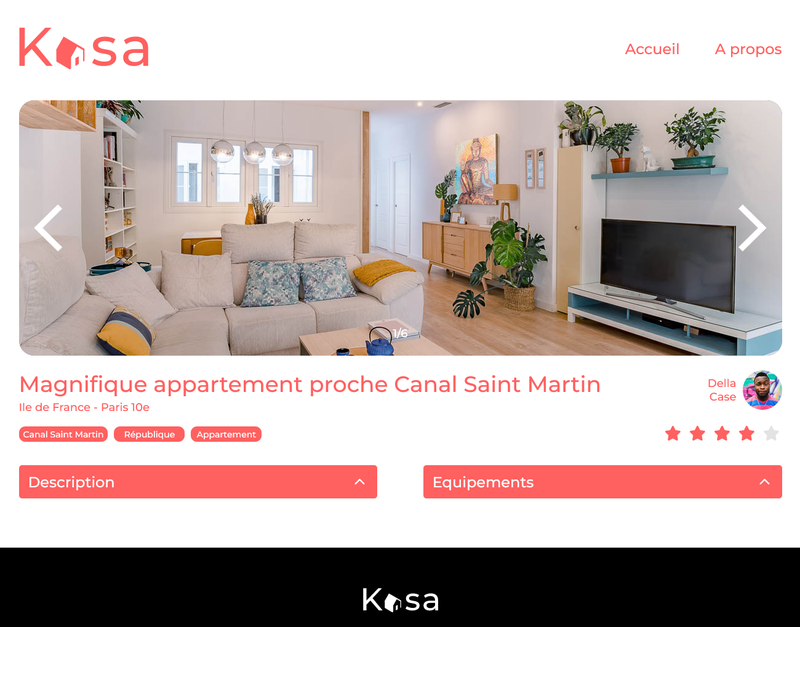 Kasa
Accueil
A propos
1/6
Magnifique appartement proche Canal Saint Martin
Ile de France - Paris 10e
Della
Case
Canal Saint Martin
République
Appartement
Description
Equipements
Kasa